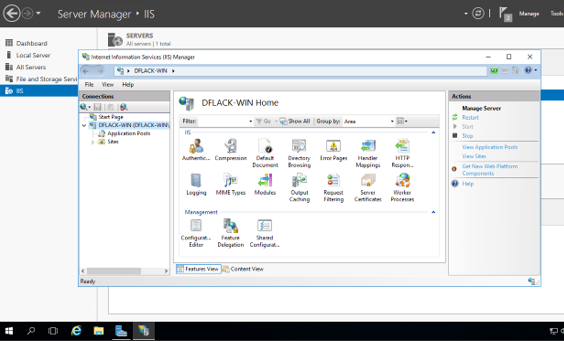 Server Manager ▸ IIS
2
Manage
Tools
Dashboard
Local Server
All Servers
File and Storage Servi
IIS
SERVERS
All servers | 1 total
Internet Information Services (IIS) Manager
DFLACK-WIN
File View Help
Connections
Start Page
DFLACK-WIN (DFLACK-WIN\
Application Pools
Sites
DFLACK-WIN Home
Filter: Go Show All Group by: Area
IIS
Authentic... Compression Default Document Directory Browsing Error Pages Handler Mappings HTTP Respon...
Logging MIME Types Modules Output Caching Request Filtering Server Certificates Worker Processes
Management
Configurat... Editor Feature Delegation Shared Configurat...
Features View Content View
Actions
Manage Server
Restart
Start
Stop
View Application Pools
View Sites
Get New Web Platform
Components
Help
Ready